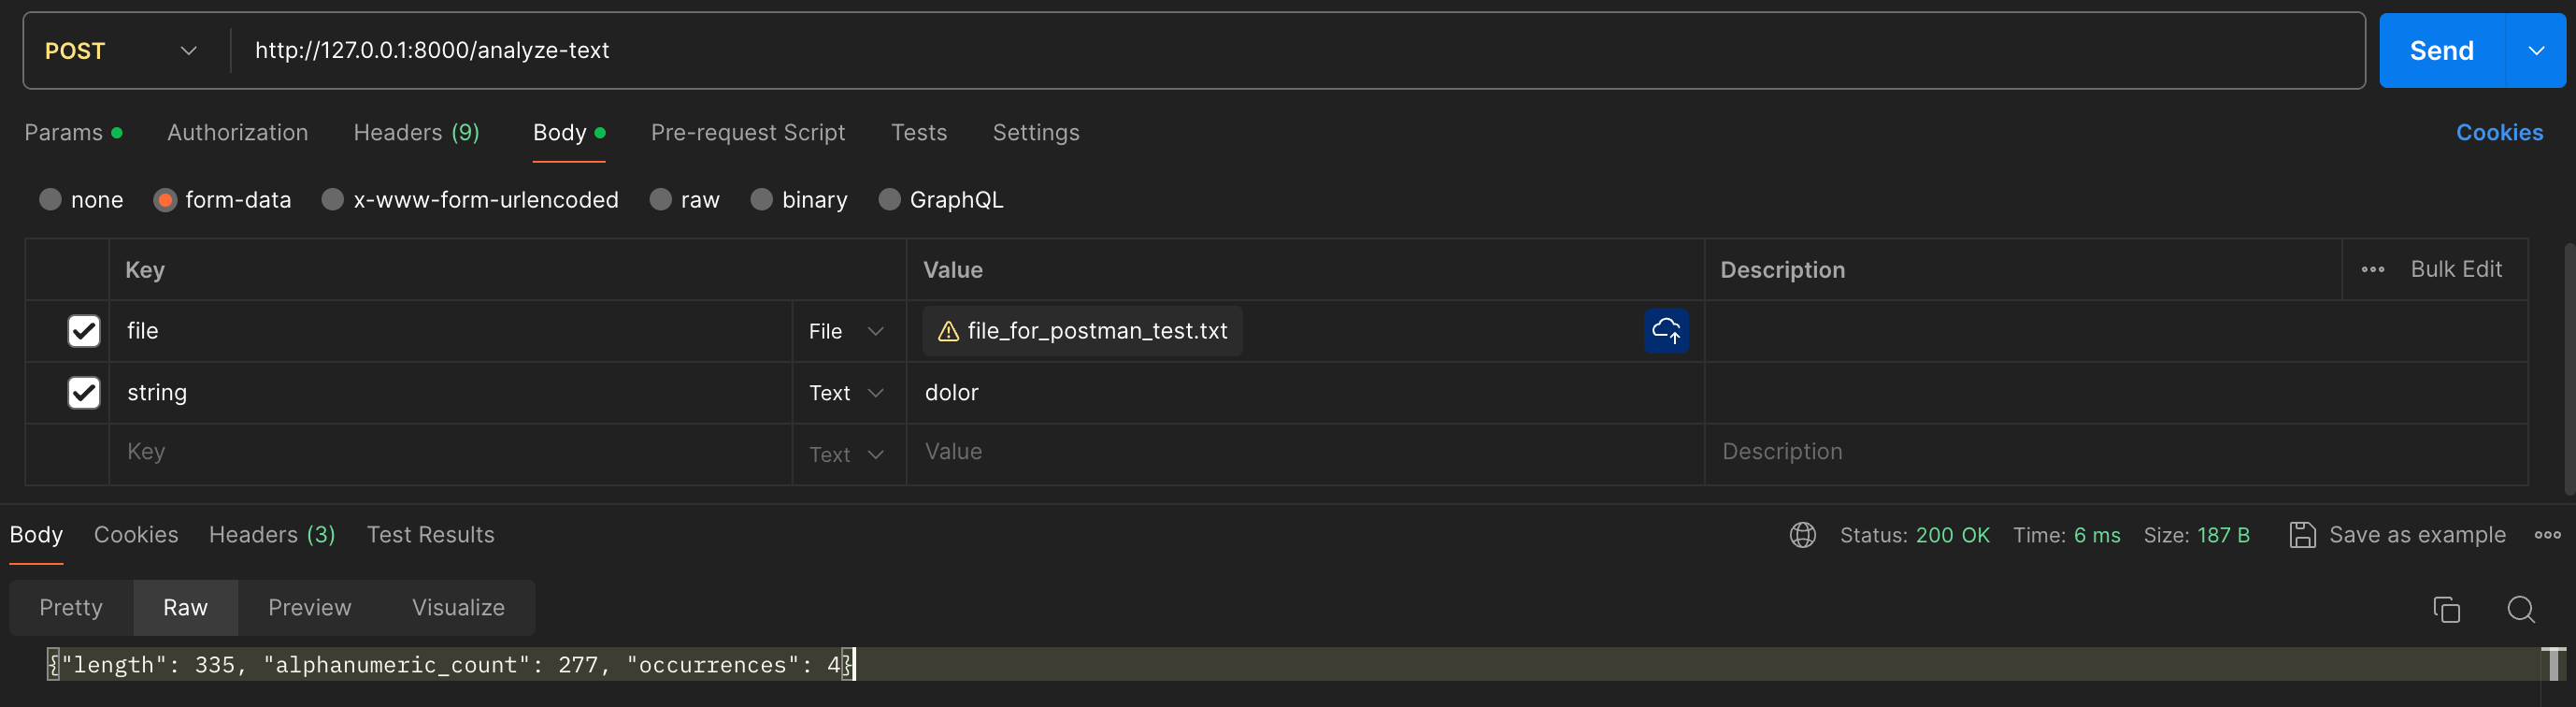 POST http://127.0.0.1:8000/analyze-text Send
Params Authorization Headers (9) Body Pre-request Script Tests Settings Cookies
none form-data x-www-form-urlencoded raw binary GraphQL
Key Value Description Bulk Edit
file File file_for_postman_test.txt
string Text dolor
Key Text Value Description
Body Cookies Headers (3) Test Results Status: 200 OK Time: 6 ms Size: 187 B Save as example
Pretty Raw Preview Visualize
{"length": 335, "alphanumeric_count": 277, "occurrences": 4}